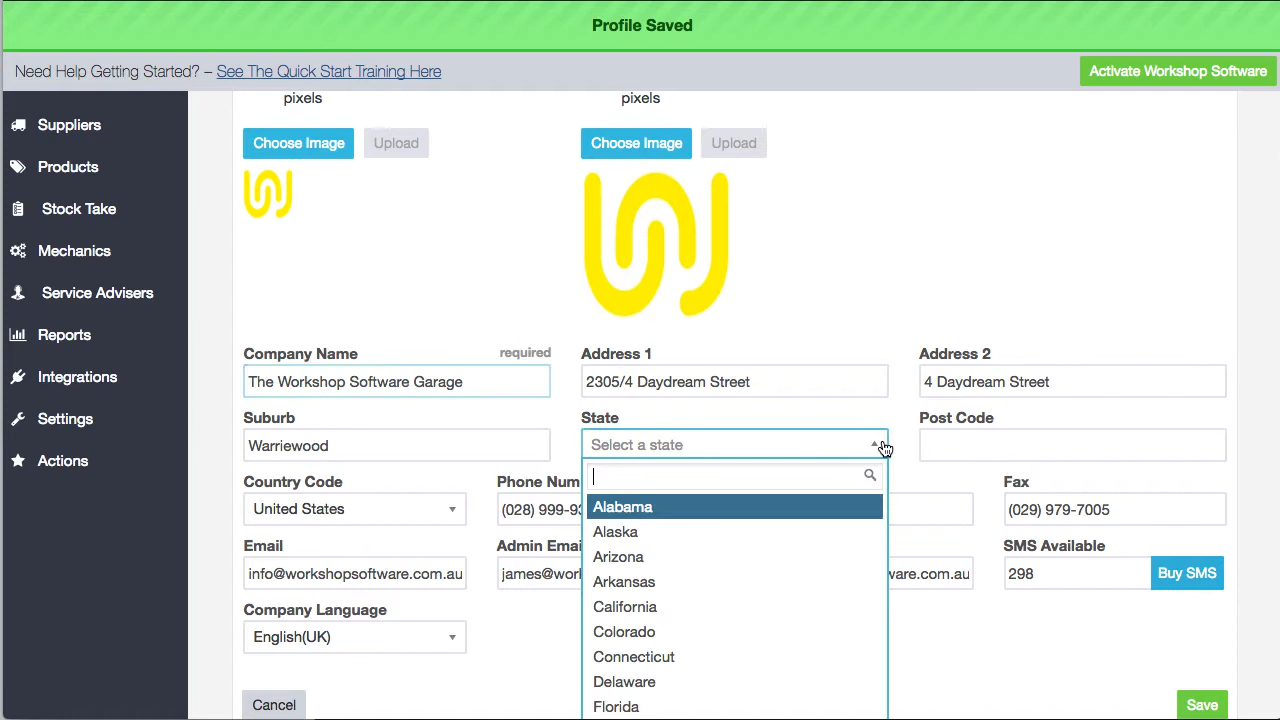 Profile Saved
Need Help Getting Started? – See The Quick Start Training Here
Activate Workshop Software
Suppliers
Products
Stock Take
Mechanics
Service Advisers
Reports
Integrations
Settings
Actions
pixels
pixels
Choose Image
Upload
Choose Image
Upload
Company Name
required
Address 1
Address 2
The Workshop Software Garage
2305/4 Daydream Street
4 Daydream Street
Suburb
State
Post Code
Warriewood
Select a state
Country Code
Phone Num
Fax
United States
(028) 999-93
(029) 979-7005
Email
Admin Emai
SMS Available
info@workshopsoftware.com.au
james@worl
ware.com.au
298
Buy SMS
Company Language
English(UK)
Alabama
Alaska
Arizona
Arkansas
California
Colorado
Connecticut
Delaware
Florida
Cancel
Save